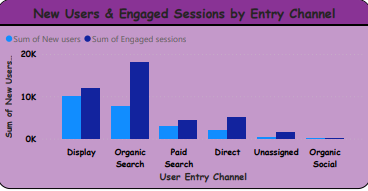 New Users & Engaged Sessions by Entry Channel
Sum of New users Sum of Engaged sessions
Sum of New Users...
20K
10K
0K
Display Organic Search Paid Search Direct Unassigned Organic Social
User Entry Channel